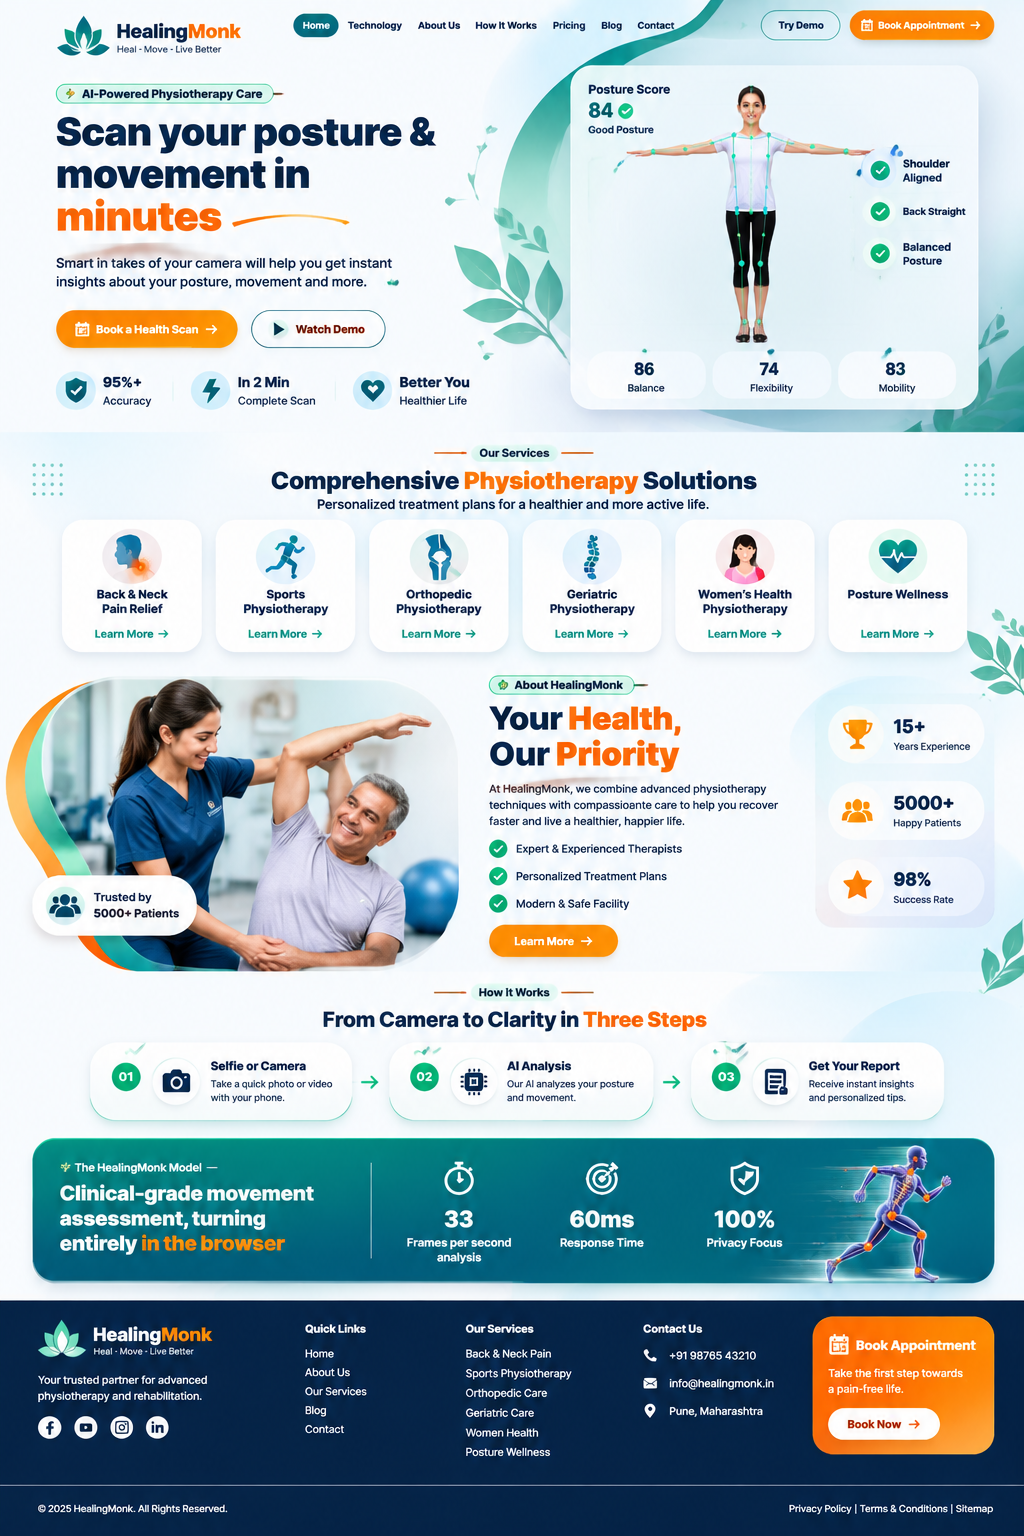 HealingMonk
Heal - Move - Live Better
Home
Technology
About Us
How It Works
Pricing
Blog
Contact
Try Demo
Book Appointment →
AI-Powered Physiotherapy Care
Scan your posture &
movement in
minutes
Smart in takes of your camera will help you get instant
insights about your posture, movement and more.
Book a Health Scan →
Watch Demo
95%+
Accuracy
In 2 Min
Complete Scan
Better You
Healthier Life
Posture Score
84
Good Posture
Shoulder
Aligned
Back Straight
Balanced
Posture
86
Balance
74
Flexibility
83
Mobility
Our Services
Comprehensive Physiotherapy Solutions
Personalized treatment plans for a healthier and more active life.
Back & Neck
Pain Relief
Learn More →
Sports
Physiotherapy
Learn More →
Orthopedic
Physiotherapy
Learn More →
Geriatric
Physiotherapy
Learn More →
Women's Health
Physiotherapy
Learn More →
Posture Wellness
Learn More →
Trusted by
5000+ Patients
About HealingMonk
Your Health,
Our Priority
At HealingMonk, we combine advanced physiotherapy
techniques with compassioante care to help you recover
faster and live a healthier, happier life.
Expert & Experienced Therapists
Personalized Treatment Plans
Modern & Safe Facility
Learn More →
15+
Years Experience
5000+
Happy Patients
98%
Success Rate
How It Works
From Camera to Clarity in Three Steps
01
Selfie or Camera
Take a quick photo or video
with your phone.
02
AI Analysis
Our AI analyzes your posture
and movement.
03
Get Your Report
Receive instant insights
and personalized tips.
The HealingMonk Model —
Clinical-grade movement
assessment, turning
entirely in the browser
33
Frames per second
analysis
60ms
Response Time
100%
Privacy Focus
HealingMonk
Heal - Move - Live Better
Your trusted partner for advanced
physiotherapy and rehabilitation.
Quick Links
Home
About Us
Our Services
Blog
Contact
Our Services
Back & Neck Pain
Sports Physiotherapy
Orthopedic Care
Geriatric Care
Women Health
Posture Wellness
Contact Us
+91 98765 43210
info@healingmonk.in
Pune, Maharashtra
Book Appointment
Take the first step towards
a pain-free life.
Book Now →
© 2025 HealingMonk. All Rights Reserved.
Privacy Policy | Terms & Conditions | Sitemap